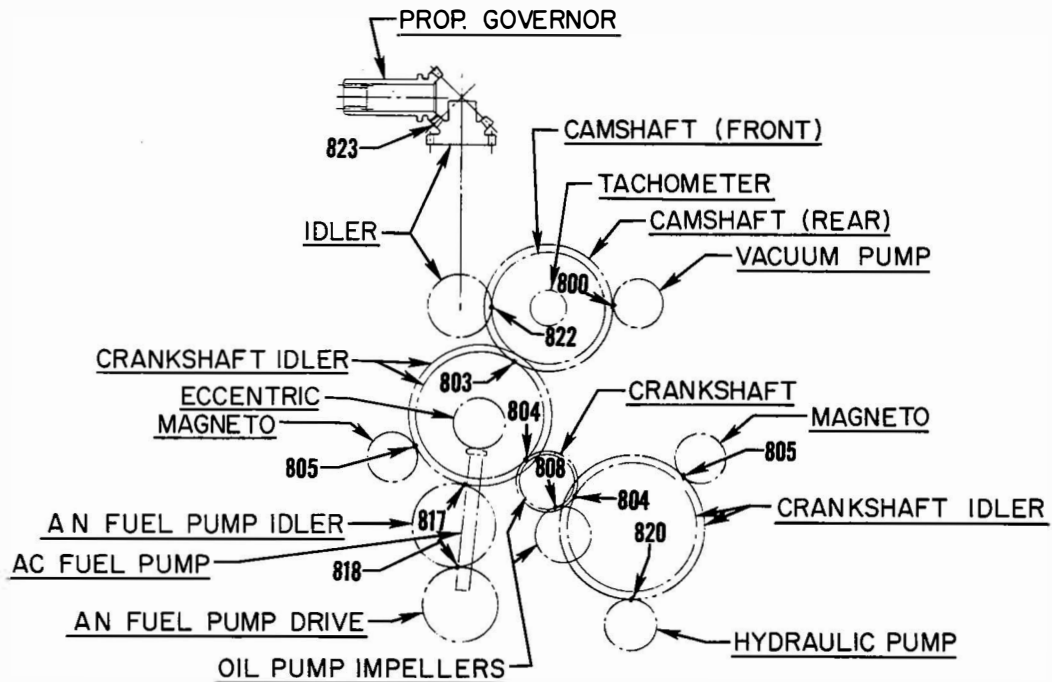 PROP. GOVERNOR
823
CAMSHAFT (FRONT)
TACHOMETER
CAMSHAFT (REAR)
IDLER
800
VACUUM PUMP
822
CRANKSHAFT IDLER
803
ECCENTRIC
804
CRANKSHAFT
MAGNETO
MAGNETO
805
808
805
804
CRANKSHAFT IDLER
AN FUEL PUMP IDLER
817
820
AC FUEL PUMP
818
AN FUEL PUMP DRIVE
HYDRAULIC PUMP
OIL PUMP IMPELLERS